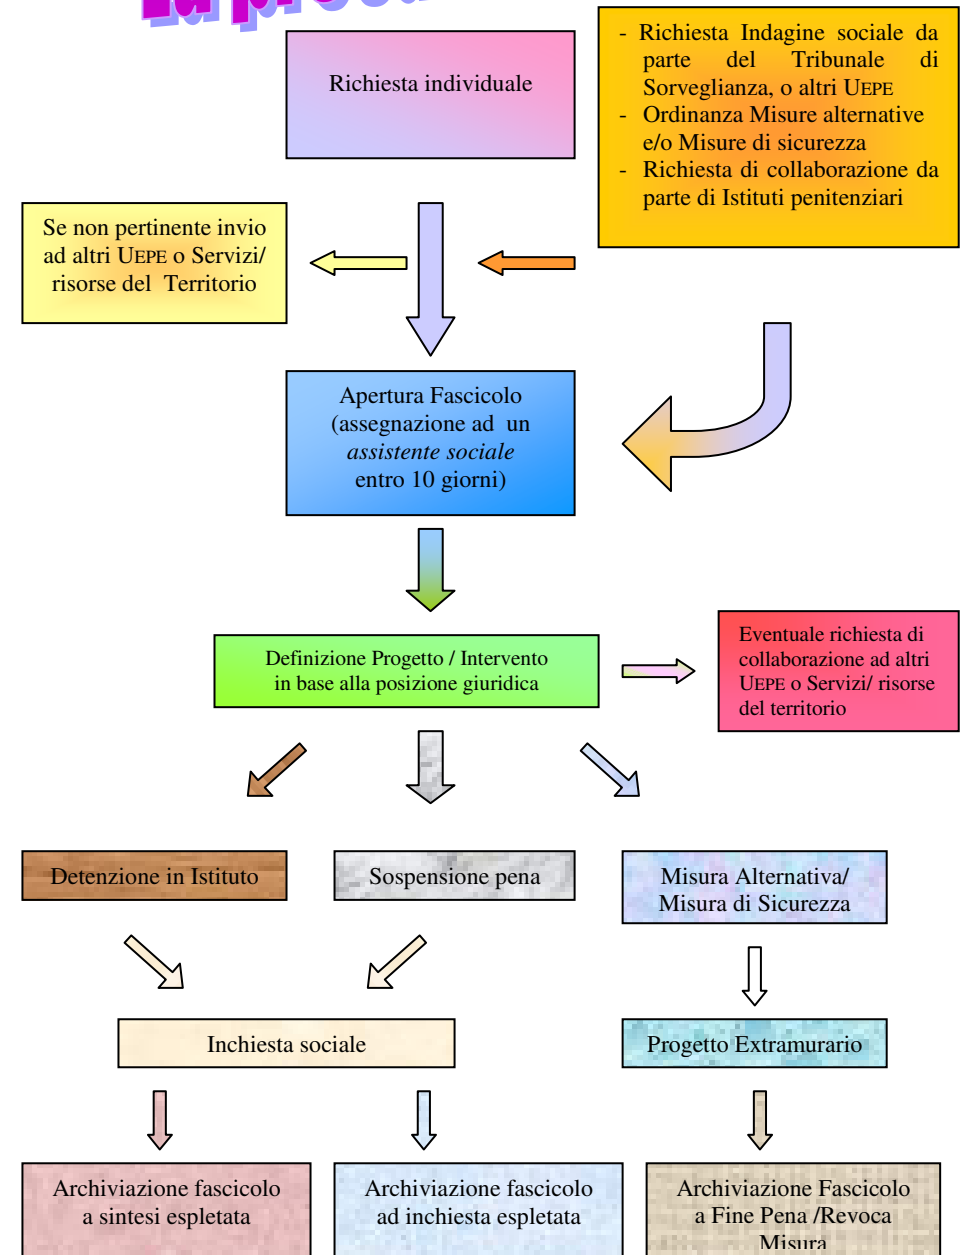 la
Richiesta individuale
- Richiesta Indagine sociale da
parte del Tribunale di
Sorveglianza, o altri UEPE
- Ordinanza Misure alternative
e/o Misure di sicurezza
- Richiesta di collaborazione da
parte di Istituti penitenziari
Se non pertinente invio
ad altri UEPE o Servizi/
risorse del Territorio
Apertura Fascicolo
(assegnazione ad un
assistente sociale
entro 10 giorni)
Definizione Progetto / Intervento
in base alla posizione giuridica
Eventuale richiesta di
collaborazione ad altri
UEPE o Servizi/ risorse
del territorio
Detenzione in Istituto
Sospensione pena
Misura Alternativa/
Misura di Sicurezza
Inchiesta sociale
Progetto Extramurario
Archiviazione fascicolo
a sintesi espletata
Archiviazione fascicolo
ad inchiesta espletata
Archiviazione Fascicolo
a Fine Pena /Revoca
Misura